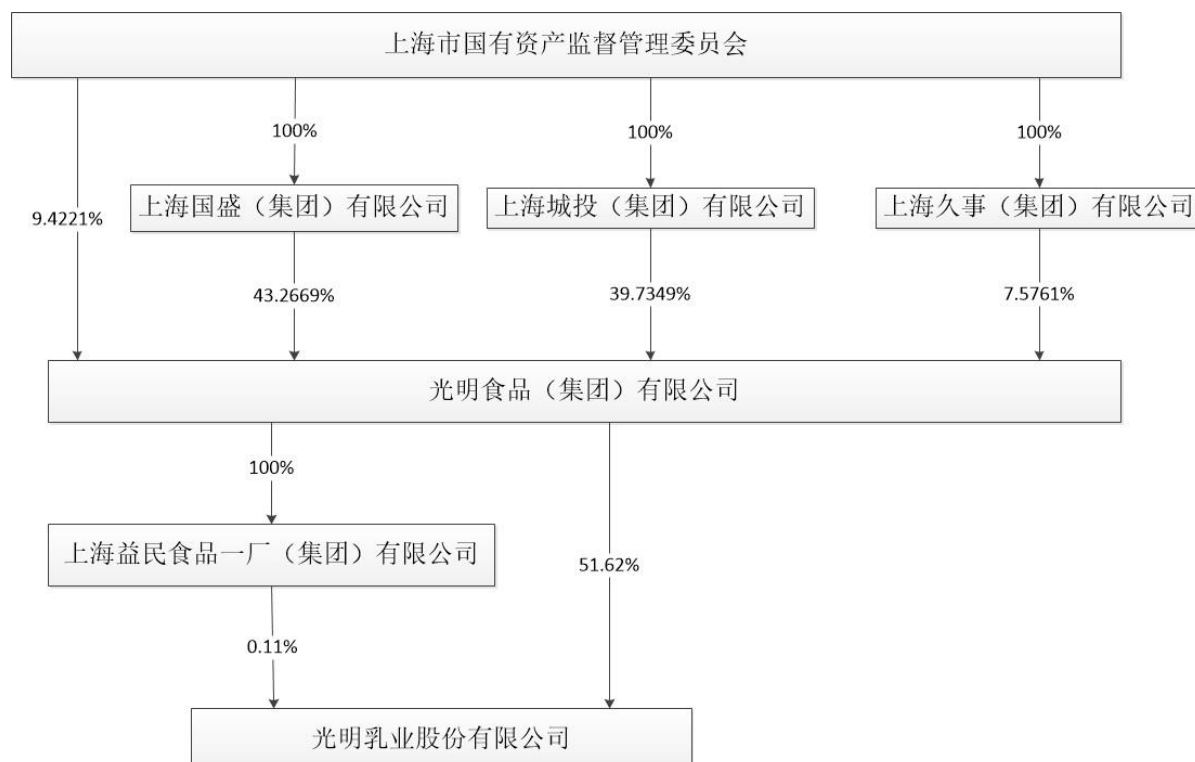 上海市国有资产监督管理委员会
100%
100%
100%
上海国盛（集团）有限公司
上海城投（集团）有限公司
上海久事（集团）有限公司
9.4221%
43.2669%
39.7349%
7.5761%
光明食品（集团）有限公司
100%
上海益民食品一厂（集团）有限公司
51.62%
0.11%
光明乳业股份有限公司